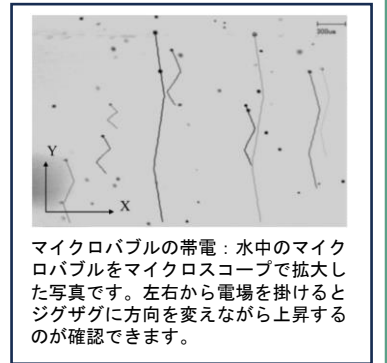 200um
Y
X
マイクロバブルの帯電：水中のマイク
ロバブルをマイクロスコープで拡大し
た写真です。左右から電場を掛けると
ジグザグに方向を変えながら上昇する
のが確認できます。